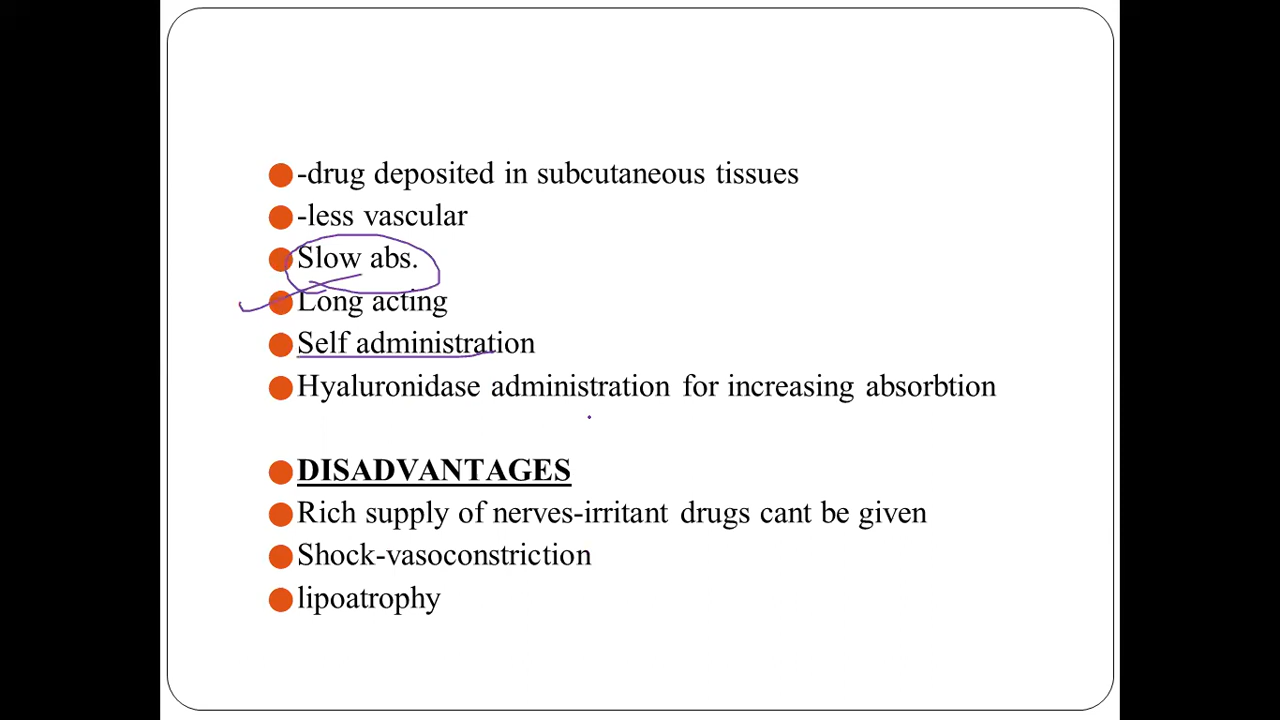 -drug deposited in subcutaneous tissues
-less vascular
Slow abs.
Long acting
Self administration
Hyaluronidase administration for increasing absorbtion
DISADVANTAGES
Rich supply of nerves-irritant drugs cant be given
Shock-vasoconstriction
lipoatrophy